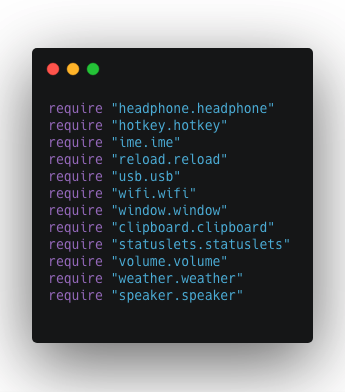 require "headphone.headphone"
require "hotkey.hotkey"
require "ime.ime"
require "reload.reload"
require "usb.usb"
require "wifi.wifi"
require "window.window"
require "clipboard.clipboard"
require "statuslets.statuslets"
require "volume.volume"
require "weather.weather"
require "speaker.speaker"